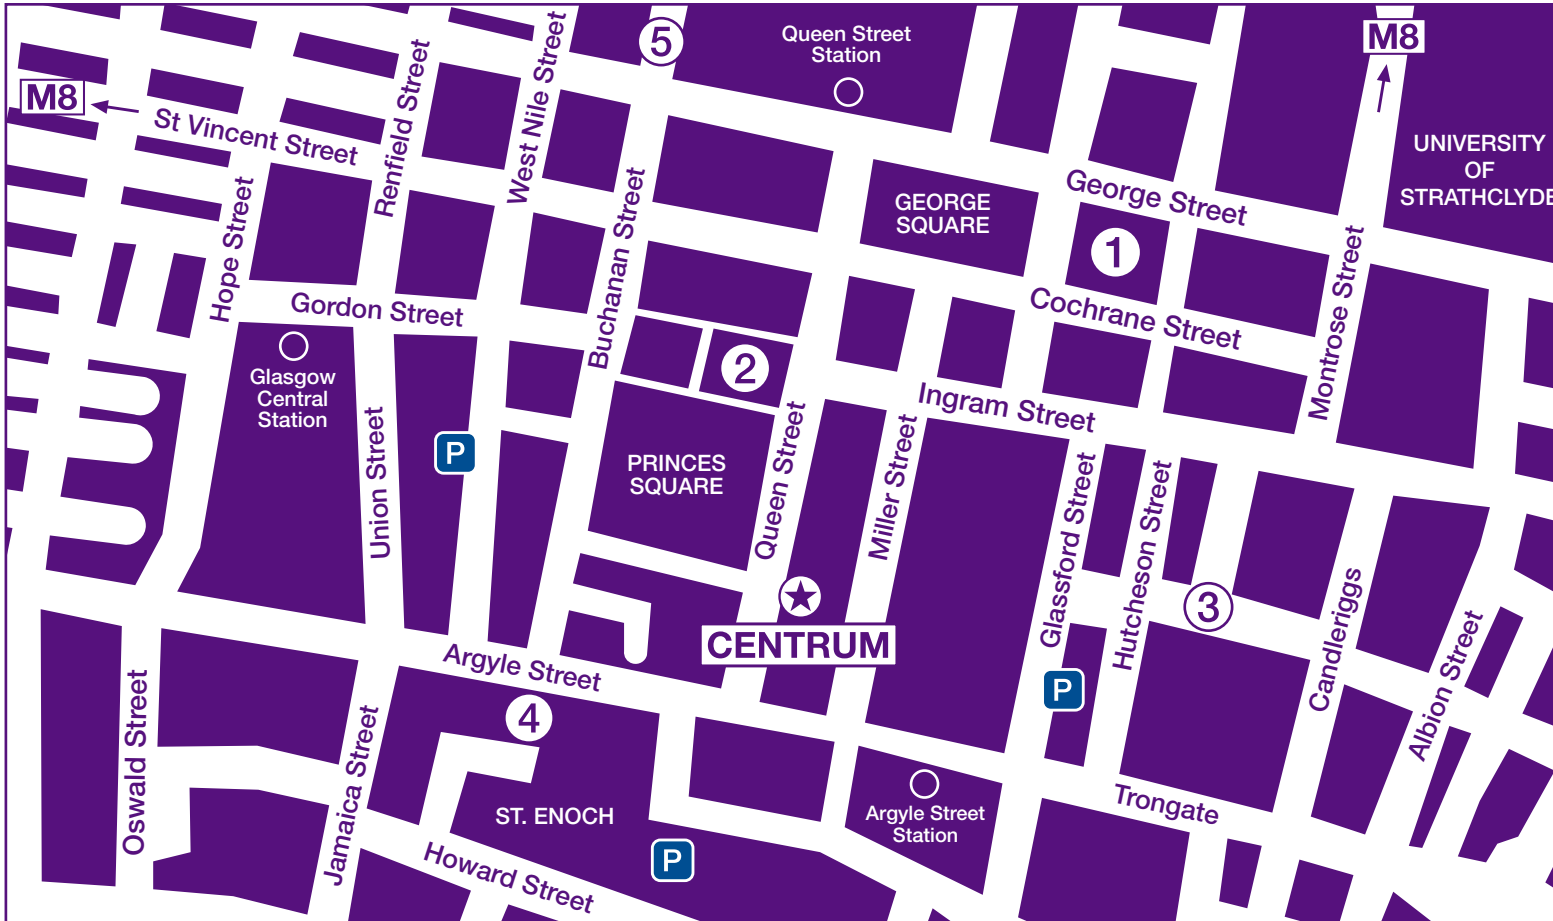 5
Queen Street
Station
M8
M8
St Vincent Street
Renfield Street
West Nile Street
UNIVERSITY
OF
STRATHCLYDE
George Street
GEORGE
SQUARE
1
Hope Street
Buchanan Street
Montrose Street
Gordon Street
Cochrane Street
Glasgow
Central
Station
2
Ingram Street
Union Street
P
PRINCES
SQUARE
Queen Street
Miller Street
Glassford Street
Hutcheson Street
3
Candleriggs
Albion Street
CENTRUM
Argyle Street
P
4
Oswald Street
Jamaica Street
ST. ENOCH
Argyle Street
Station
Trongate
P
Howard Street